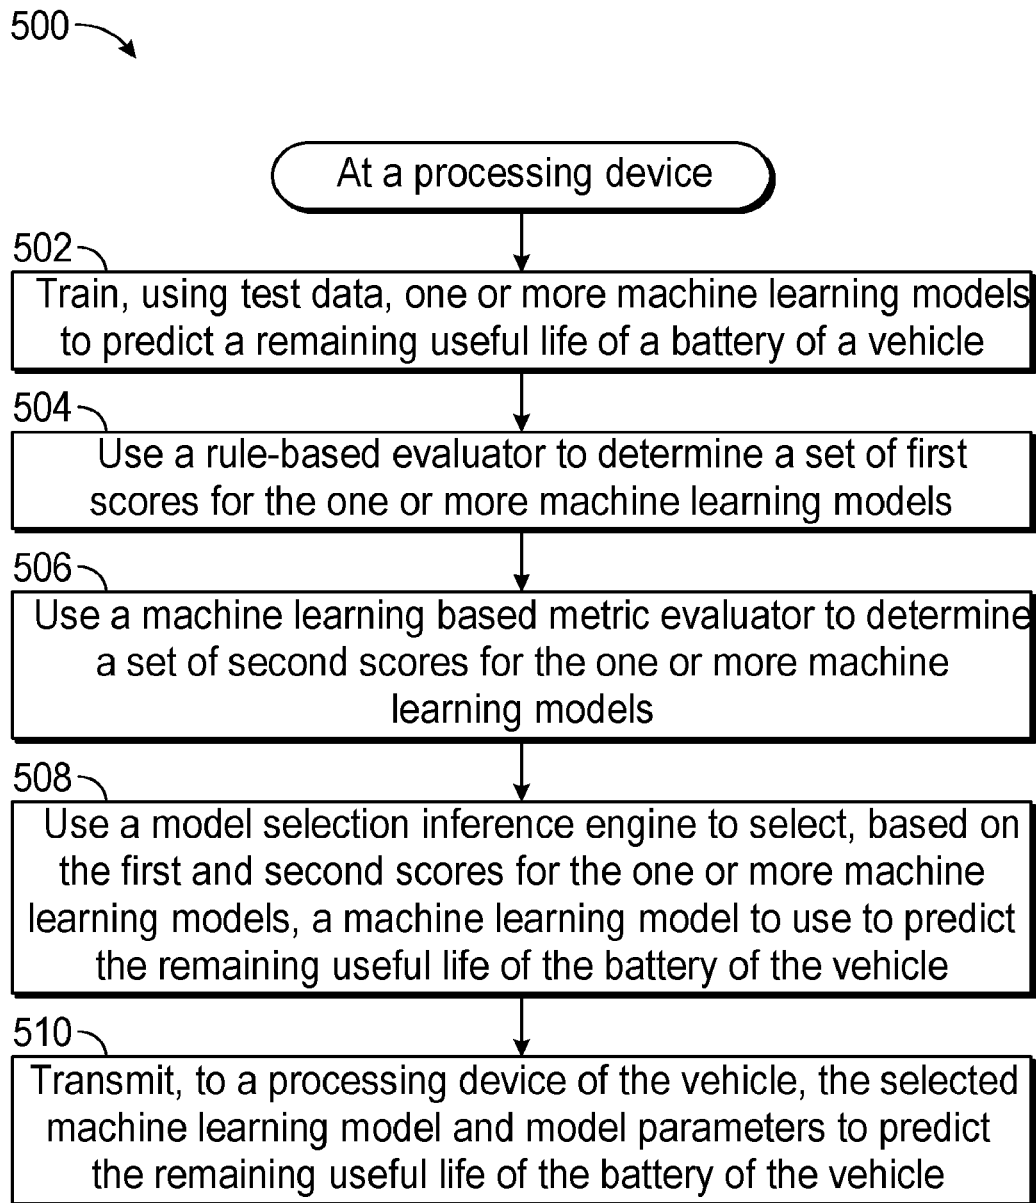 500
At a processing device
502
Train, using test data, one or more machine learning models
to predict a remaining useful life of a battery of a vehicle
504
Use a rule-based evaluator to determine a set of first
scores for the one or more machine learning models
506
Use a machine learning based metric evaluator to determine
a set of second scores for the one or more machine
learning models
508
Use a model selection inference engine to select, based on
the first and second scores for the one or more machine
learning models, a machine learning model to use to predict
the remaining useful life of the battery of the vehicle
510
Transmit, to a processing device of the vehicle, the selected
machine learning model and model parameters to predict
the remaining useful life of the battery of the vehicle